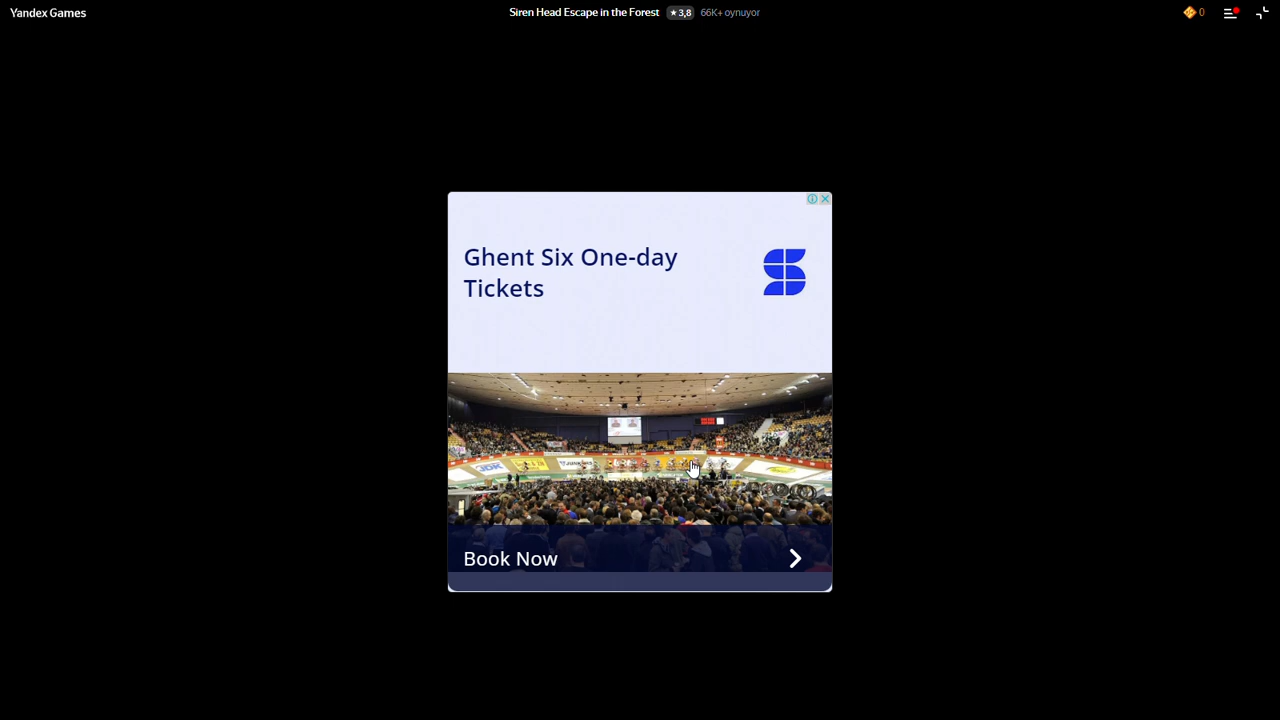 Yandex Games
Siren Head Escape in the Forest ★ 3,8 66K+ oynuyor
0
Ghent Six One-day
Tickets
Book Now